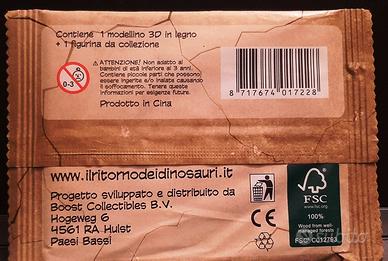 Contiene 1 modellino 3D in legno
+ 1 figurina da collezione
0-3
ATTENZIONE! Non adatto ai
bambini di età inferiore ai 3 anni.
Contiene piccole parti che possono
essere ingerite e/o inalate causando
il soffocamento. Tenere queste
informazioni per esigenze future.
Prodotto in Cina
8 717674 017228
www.ilritornodeidinosauri.it
Progetto sviluppato e distribuito da
Boost Collectibles B.V.
Hogeweg 6
4561 RA Hulst
Paesi Bassi
CE
FSC
www.fsc.org
100%
Wood from well-
managed forests